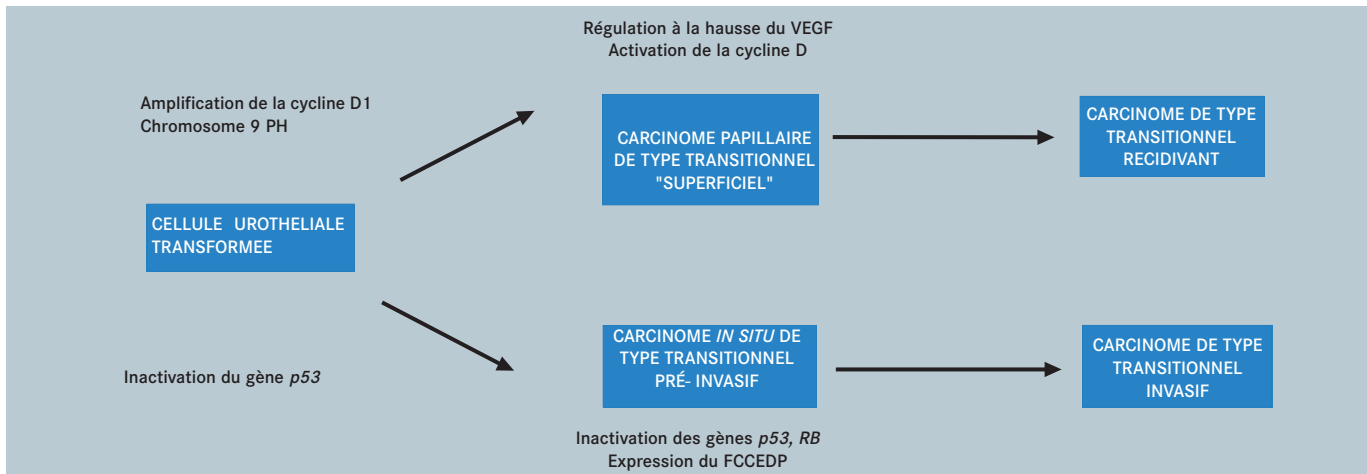 Régulation à la hausse du VEGF
Activation de la cycline D
Amplification de la cycline D1
Chromosome 9 PH
CARCINOME PAPILLAIRE
DE TYPE TRANSITIONNEL
"SUPERFICIEL"
CARCINOME DE TYPE
TRANSITIONNEL
RECIDIVANT
CELLULE UROTHELIALE
TRANSFORMEE
Inactivation du gène p53
CARCINOME IN SITU DE
TYPE TRANSITIONNEL
PRÉ- INVASIF
CARCINOME DE TYPE
TRANSITIONNEL
INVASIF
Inactivation des gènes p53, RB
Expression du FCCEDP